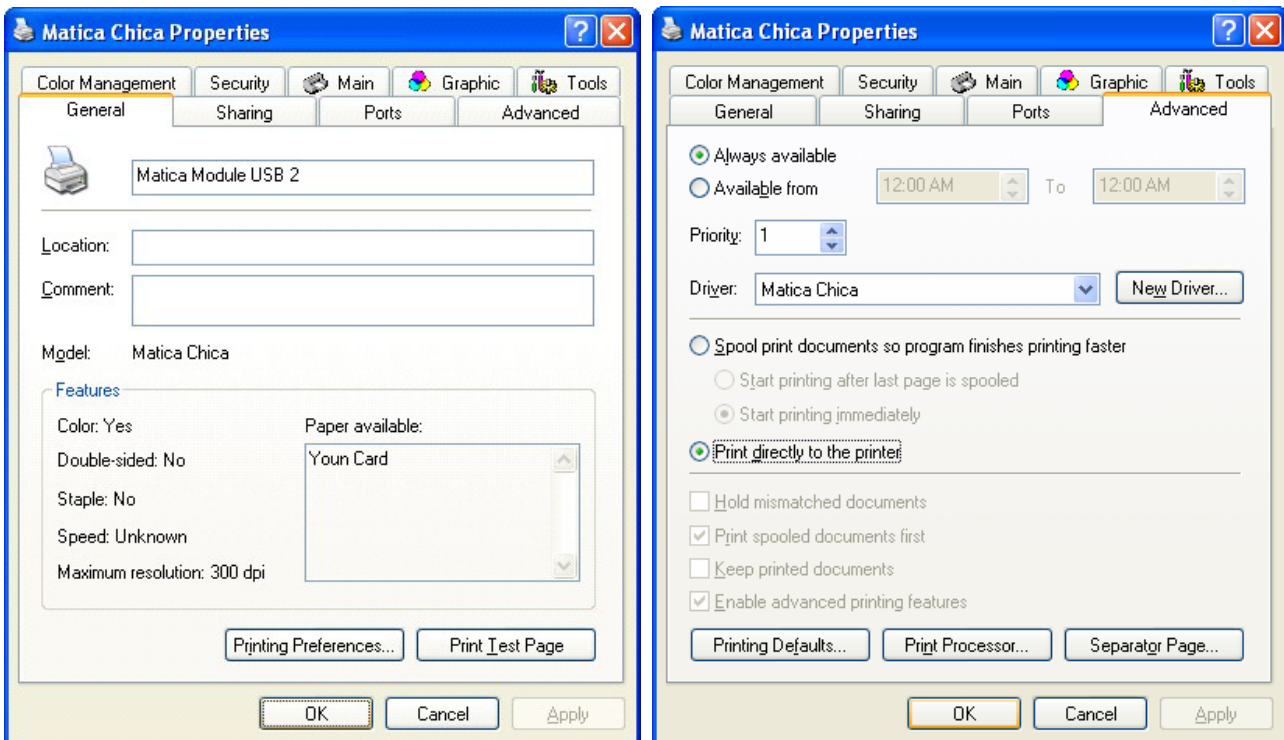 Matica Chica Properties
Color Management Security Main Graphic Tools
General Sharing Ports Advanced
Matica Module USB 2
Location:
Comment:
Model: Matica Chica
Features
Color: Yes
Paper available:
Double-sided: No
Youn Card
Staple: No
Speed: Unknown
Maximum resolution: 300 dpi
Printing Preferences... Print Test Page
OK Cancel Apply
Matica Chica Properties
Color Management Security Main Graphic Tools
General Sharing Ports Advanced
Always available
Available from 12:00 AM To 12:00 AM
Priority: 1
Driver: Matica Chica New Driver...
Spool print documents so program finishes printing faster
Start printing after last page is spooled
Start printing immediately
Print directly to the printer
Hold mismatched documents
Print spooled documents first
Keep printed documents
Enable advanced printing features
Printing Defaults... Print Processor... Separator Page...
OK Cancel Apply